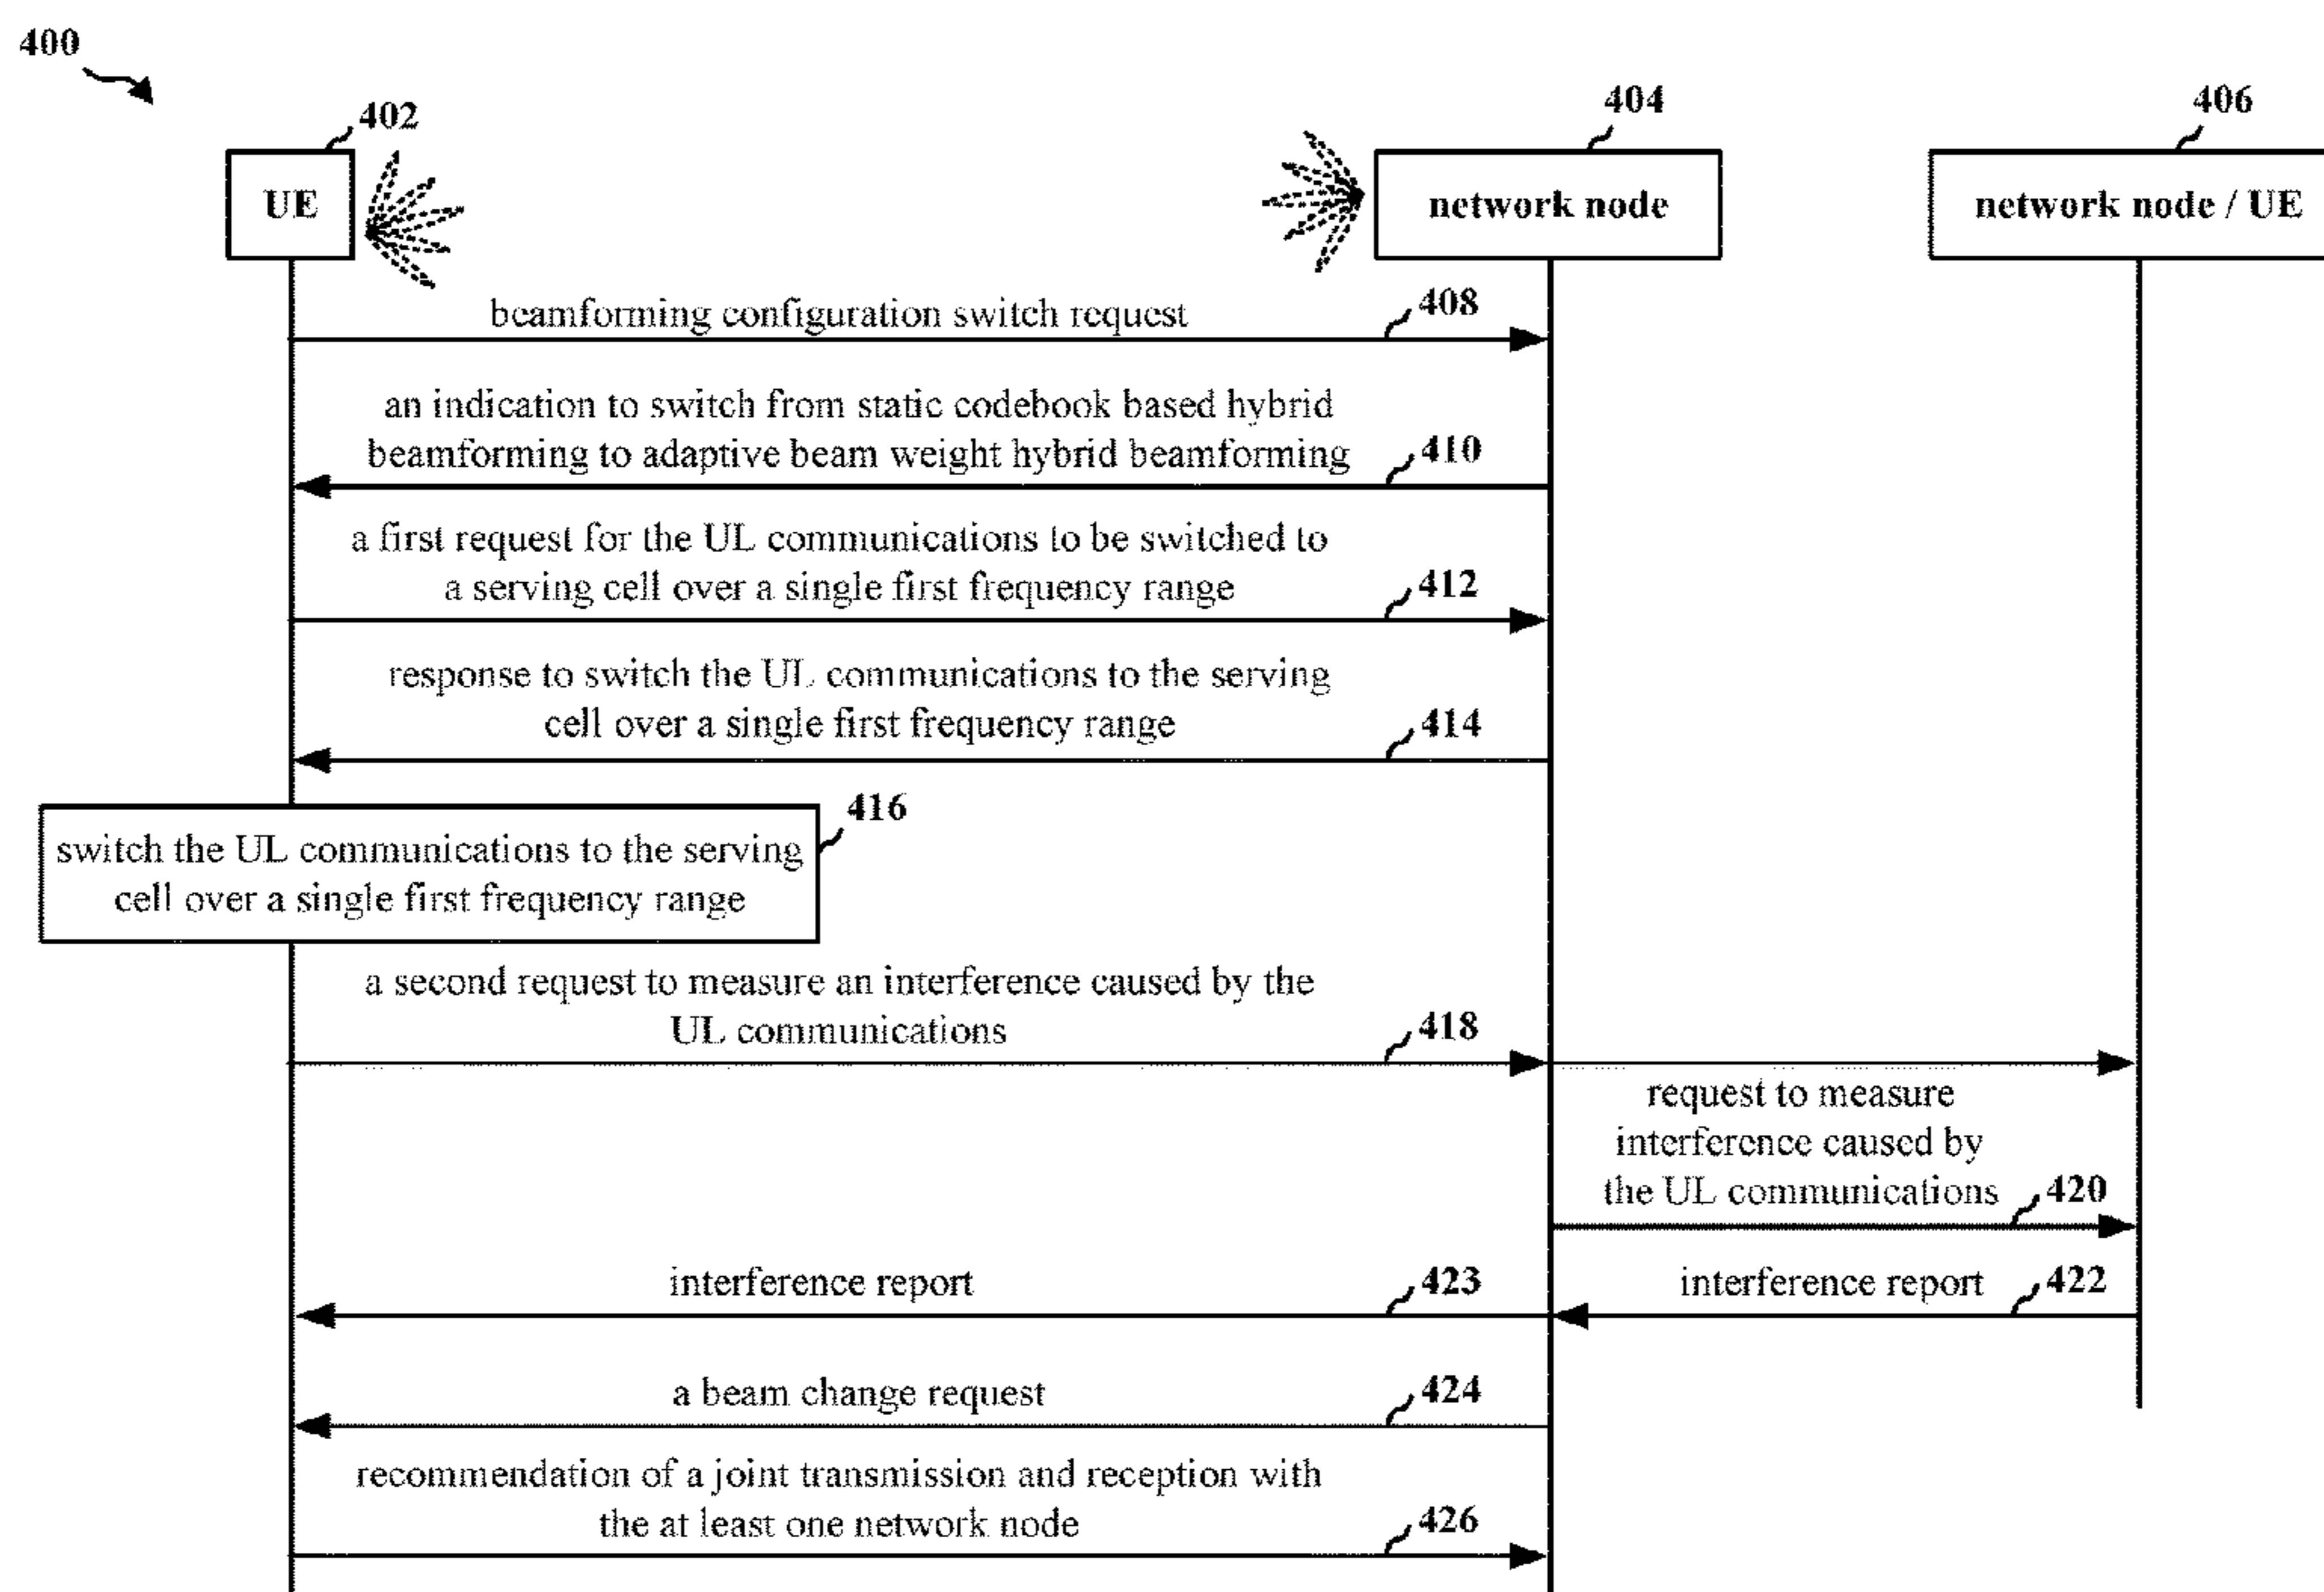 400
402
404
406
UE
network node
network node / UE
beamforming configuration switch request
408
an indication to switch from static codebook based hybrid
beamforming to adaptive beam weight hybrid beamforming
410
a first request for the UL communications to be switched to
a serving cell over a single first frequency range
412
response to switch the UL communications to the serving
cell over a single first frequency range
414
416
switch the UL communications to the serving
cell over a single first frequency range
a second request to measure an interference caused by the
UL communications
418
request to measure
interference caused by
the UL communications
420
interference report
423
interference report
422
a beam change request
424
recommendation of a joint transmission and reception with
the at least one network node
426